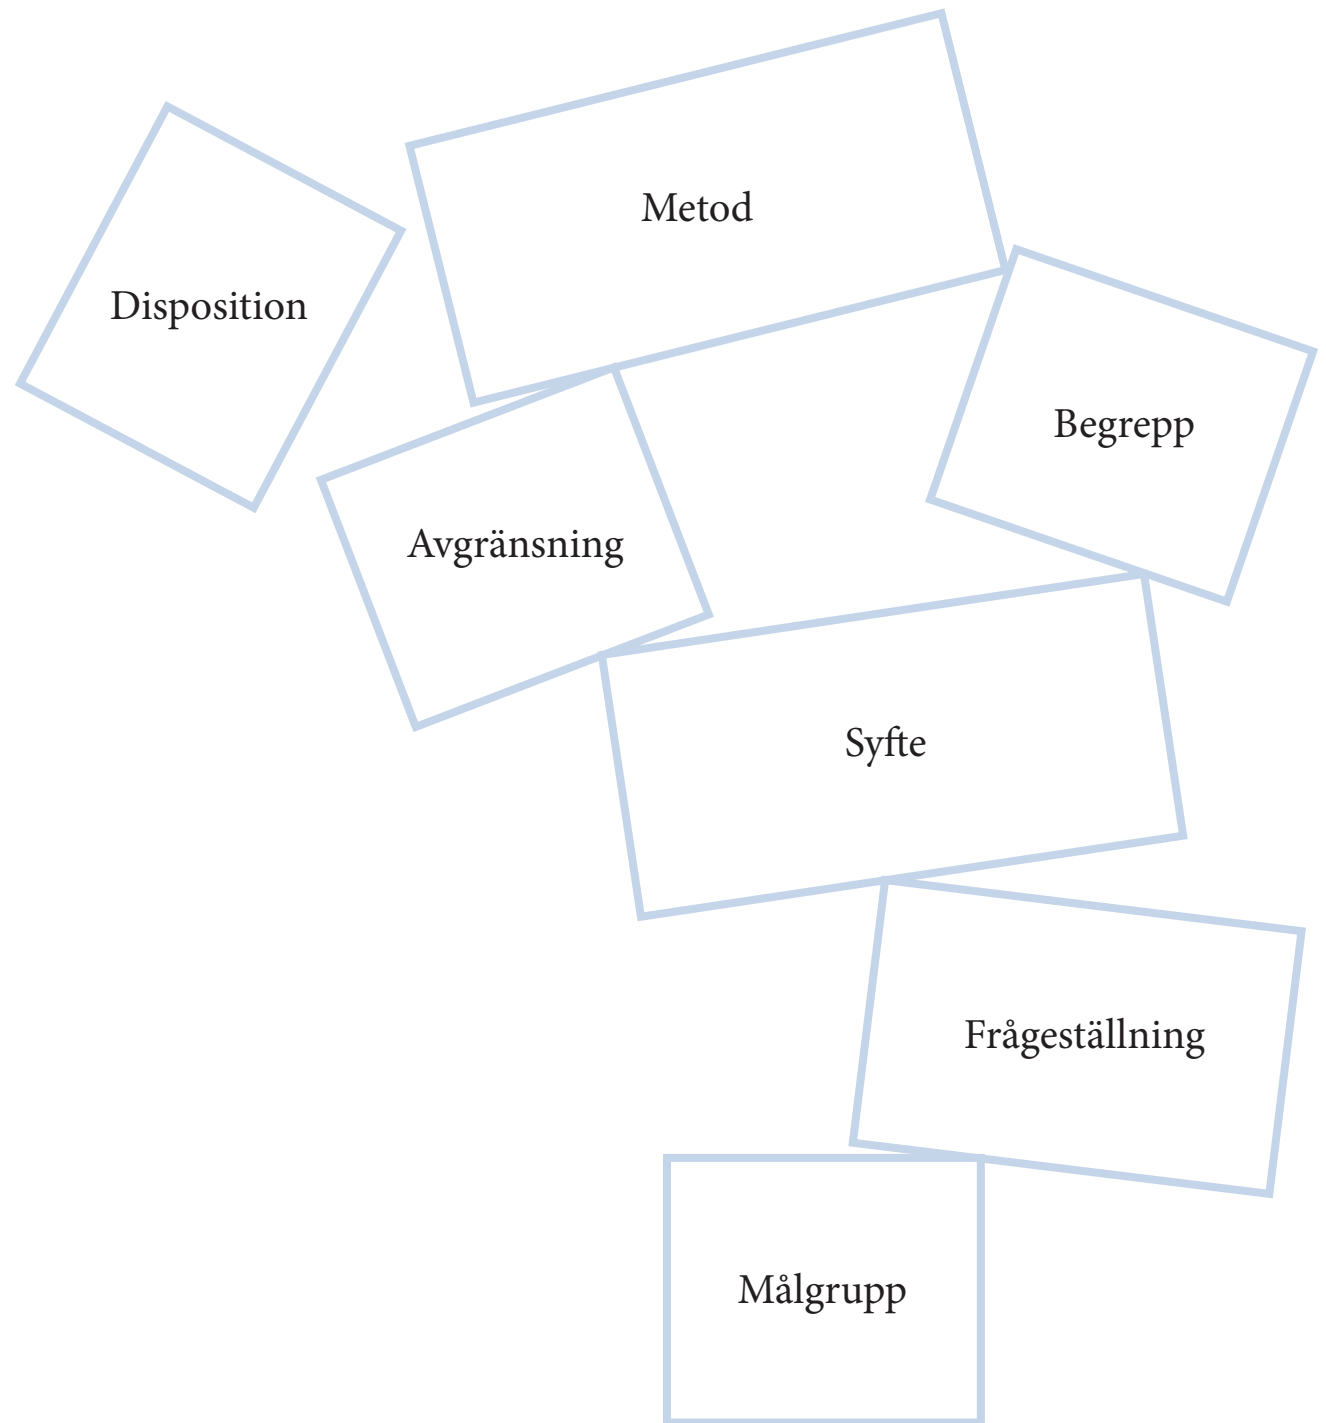 Metod
Disposition
Begrepp
Avgränsning
Syfte
Frågeställning
Målgrupp